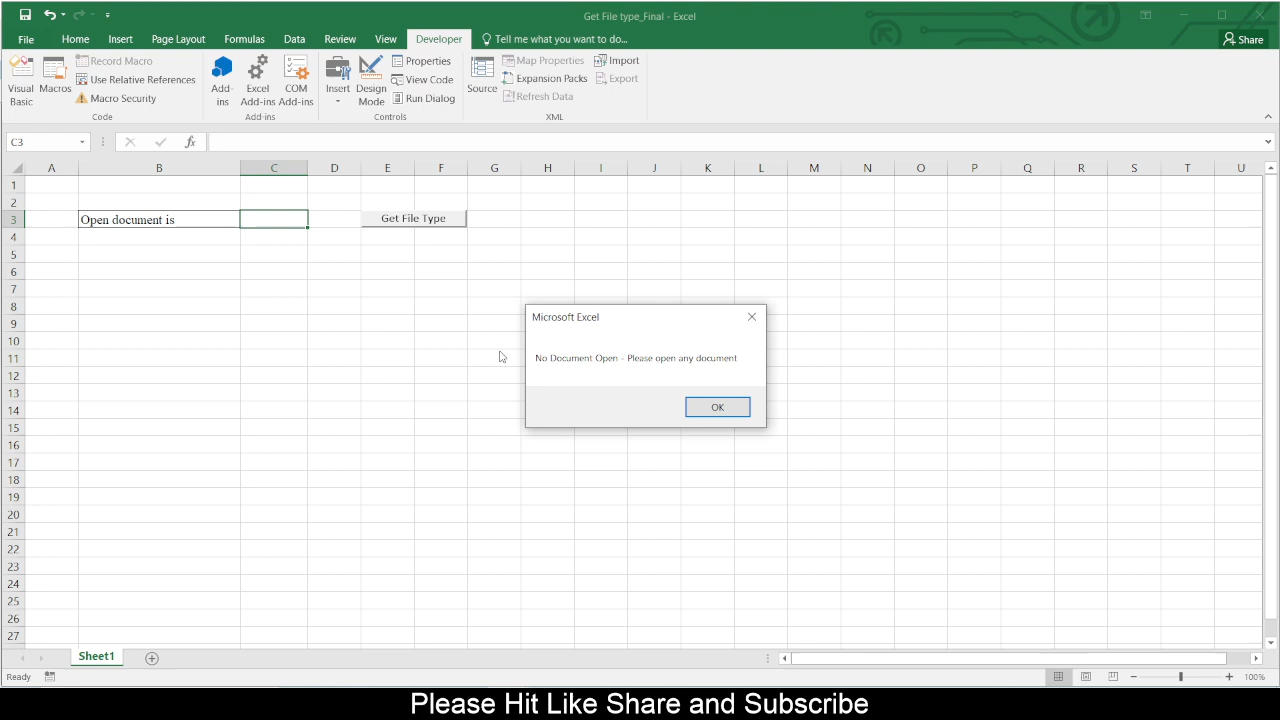 Get File type_Final - Excel
File Home Insert Page Layout Formulas Data Review View Developer Tell me what you want to do... Share
Visual Basic
Macros
Record Macro
Use Relative References
Macro Security
Code
Add-ins
Excel Add-ins
COM Add-ins
Add-ins
Insert
Design Mode
Properties
View Code
Run Dialog
Controls
Source
Map Properties
Expansion Packs
Refresh Data
Import
Export
XML
C3
fx
A B C D E F G H I J K L M N O P Q R S T U
1
2
3 Open document is Get File Type
4
5
6
7
8
9
10
11
12
13
14
15
16
17
18
19
20
21
22
23
24
25
26
27
Microsoft Excel
No Document Open - Please open any document
OK
Sheet1
Ready 100%
Please Hit Like Share and Subscribe